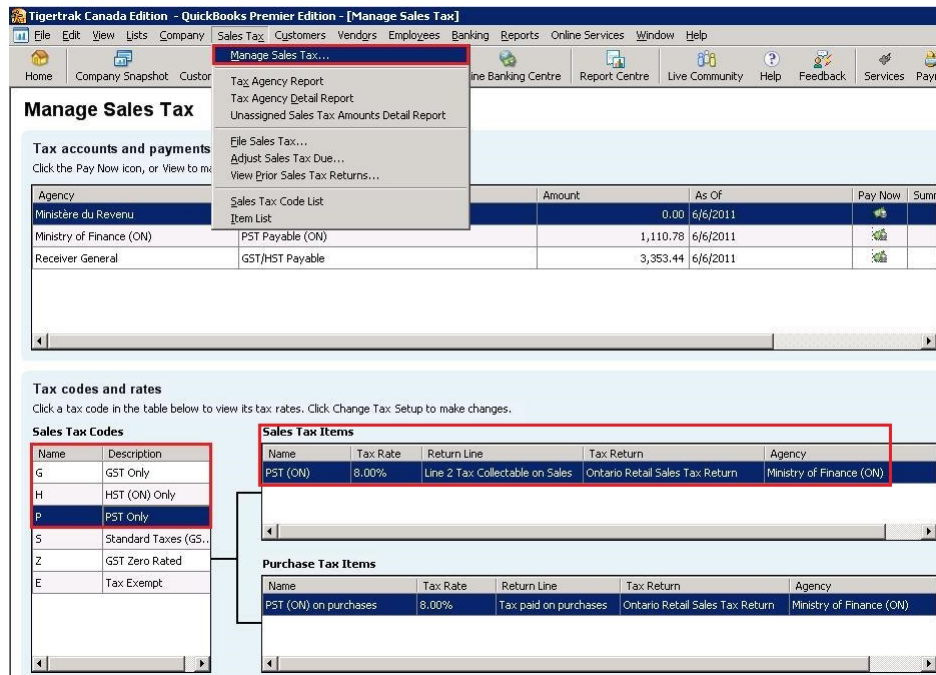 Tigertrak Canada Edition - QuickBooks Premier Edition - [Manage Sales Tax]
File Edit View Lists Company Sales Tax Customers Vendors Employees Banking Reports Online Services Window Help
Manage Sales Tax...
Home Company Snapshot Custor ine Banking Centre Report Centre Live Community Help Feedback Services Payr
Tax Agency Report
Tax Agency Detail Report
Unassigned Sales Tax Amounts Detail Report
File Sales Tax...
Adjust Sales Tax Due...
View Prior Sales Tax Returns...
Sales Tax Code List
Item List
Manage Sales Tax
Tax accounts and payments
Click the Pay Now icon, or View to ma
Agency Amount As Of Pay Now Summ
Ministère du Revenu 0.00 6/6/2011
Ministry of Finance (ON) PST Payable (ON) 1,110.78 6/6/2011
Receiver General GST/HST Payable 3,353.44 6/6/2011
Tax codes and rates
Click a tax code in the table below to view its tax rates. Click Change Tax Setup to make changes.
Sales Tax Codes
Name Description
G GST Only
H HST (ON) Only
P PST Only
S Standard Taxes (GS..
Z GST Zero Rated
E Tax Exempt
Sales Tax Items
Name Tax Rate Return Line Tax Return Agency
PST (ON) 8.00% Line 2 Tax Collectable on Sales Ontario Retail Sales Tax Return Ministry of Finance (ON)
Purchase Tax Items
Name Tax Rate Return Line Tax Return Agency
PST (ON) on purchases 8.00% Tax paid on purchases Ontario Retail Sales Tax Return Ministry of Finance (ON)